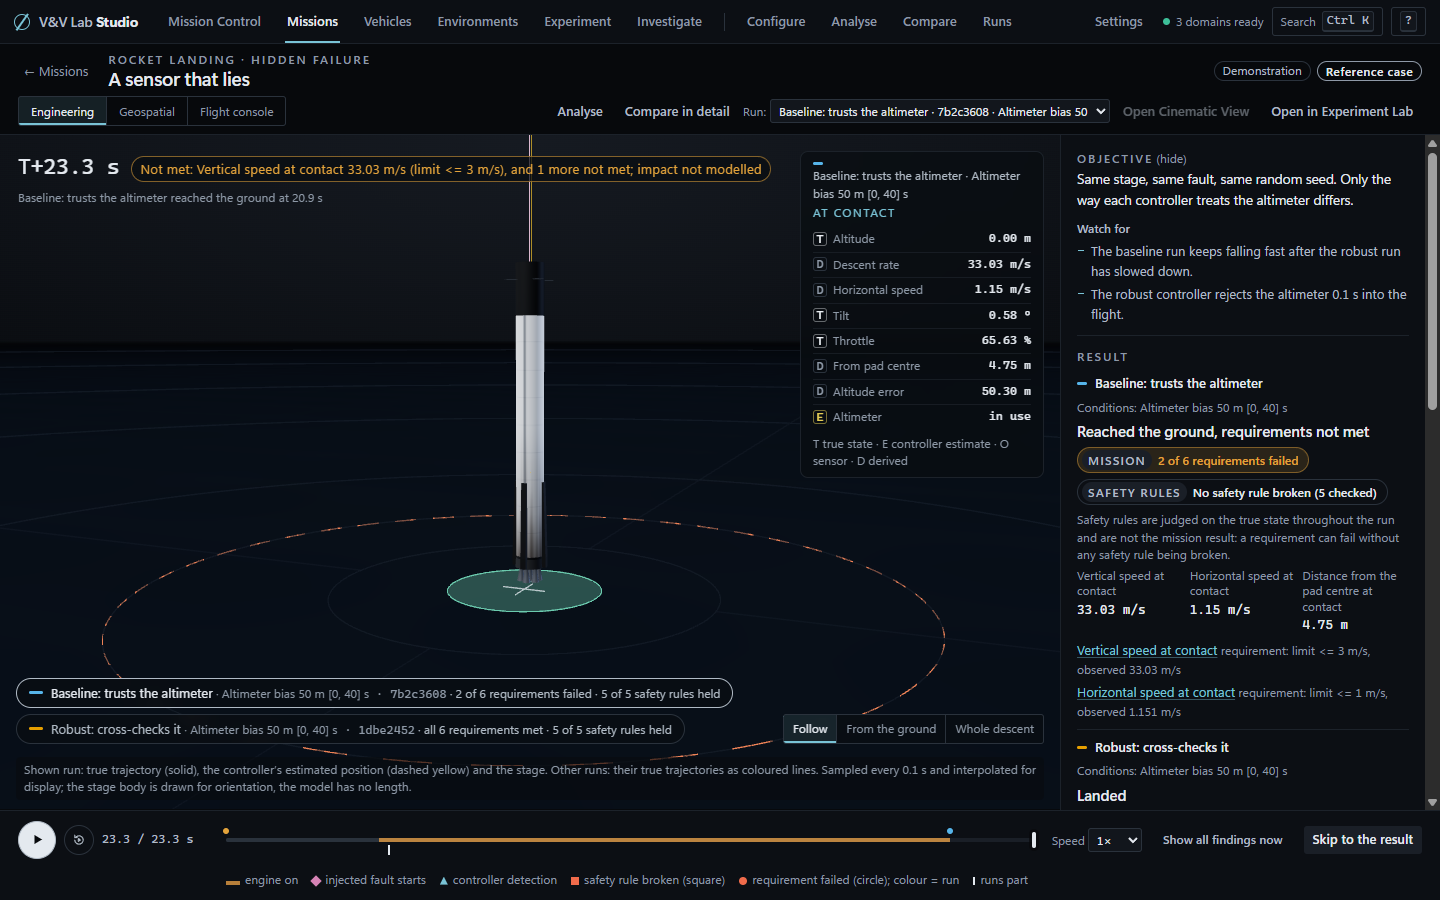 V&V Lab Studio
Mission Control
Missions
Vehicles
Environments
Experiment
Investigate
Configure
Analyse
Compare
Runs
Settings
3 domains ready
Search Ctrl K
?
← Missions
ROCKET LANDING · HIDDEN FAILURE
A sensor that lies
Demonstration
Reference case
Engineering
Geospatial
Flight console
Analyse
Compare in detail
Run: Baseline: trusts the altimeter · 7b2c3608 · Altimeter bias 50
Open Cinematic View
Open in Experiment Lab
T+23.3 s
Not met: Vertical speed at contact 33.03 m/s (limit <= 3 m/s), and 1 more not met; impact not modelled
Baseline: trusts the altimeter reached the ground at 20.9 s
Baseline: trusts the altimeter · Altimeter
bias 50 m [0, 40] s
AT CONTACT
T Altitude 0.00 m
D Descent rate 33.03 m/s
D Horizontal speed 1.15 m/s
T Tilt 0.58 °
T Throttle 65.63 %
D From pad centre 4.75 m
D Altitude error 50.30 m
E Altimeter in use
T true state · E controller estimate · O
sensor · D derived
Baseline: trusts the altimeter · Altimeter bias 50 m [0, 40] s · 7b2c3608 · 2 of 6 requirements failed · 5 of 5 safety rules held
Robust: cross-checks it · Altimeter bias 50 m [0, 40] s · 1dbe2452 · all 6 requirements met · 5 of 5 safety rules held
Follow
From the ground
Whole descent
Shown run: true trajectory (solid), the controller's estimated position (dashed yellow) and the stage. Other runs: their true trajectories as coloured lines. Sampled every 0.1 s and interpolated for
display; the stage body is drawn for orientation, the model has no length.
OBJECTIVE (hide)
Same stage, same fault, same random seed. Only the
way each controller treats the altimeter differs.
Watch for
– The baseline run keeps falling fast after the robust run
has slowed down.
– The robust controller rejects the altimeter 0.1 s into the
flight.
RESULT
Baseline: trusts the altimeter
Conditions: Altimeter bias 50 m [0, 40] s
Reached the ground, requirements not met
MISSION 2 of 6 requirements failed
SAFETY RULES No safety rule broken (5 checked)
Safety rules are judged on the true state throughout the run
and are not the mission result: a requirement can fail without
any safety rule being broken.
Vertical speed at
contact
33.03 m/s
Horizontal speed at
contact
1.15 m/s
Distance from the
pad centre at
contact
4.75 m
Vertical speed at contact requirement: limit <= 3 m/s,
observed 33.03 m/s
Horizontal speed at contact requirement: limit <= 1 m/s,
observed 1.151 m/s
Robust: cross-checks it
Conditions: Altimeter bias 50 m [0, 40] s
Landed
23.3 / 23.3 s
Speed 1×
Show all findings now
Skip to the result
engine on
injected fault starts
controller detection
safety rule broken (square)
requirement failed (circle); colour = run
runs part